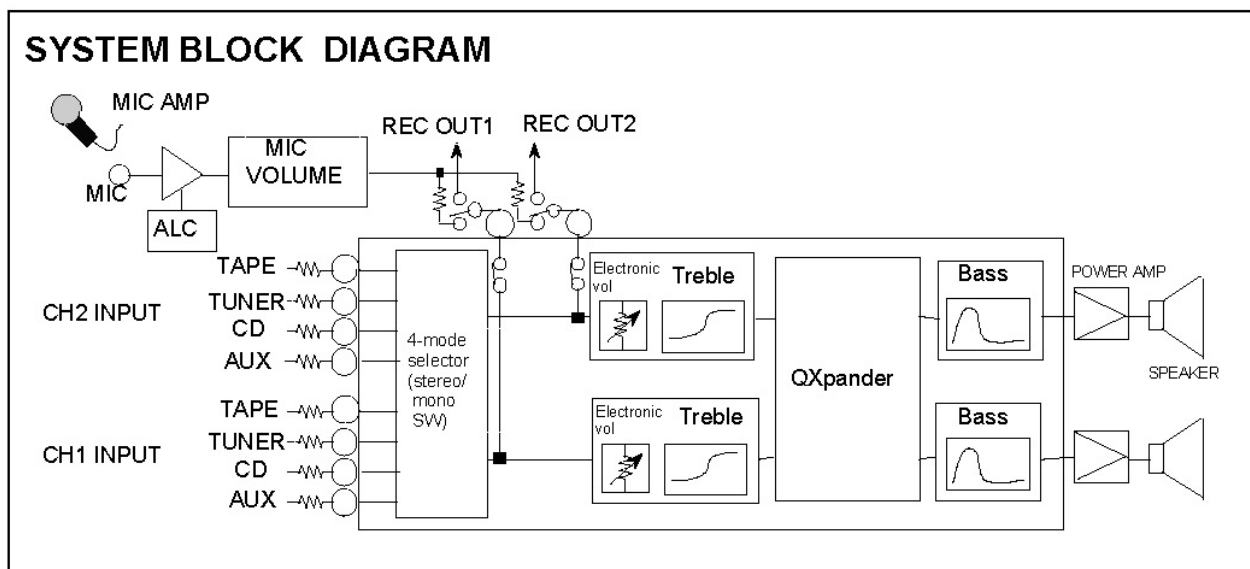 SYSTEM BLOCK DIAGRAM
MIC AMP
REC OUT1
REC OUT2
MIC
MIC
VOLUME
ALC
CH2 INPUT
TAPE
TUNER
CD
AUX
CH1 INPUT
TAPE
TUNER
CD
AUX
4-mode
selector
(stereo/
mono
SW)
Electronic
vol
Treble
Electronic
vol
Treble
QXpander
Bass
Bass
POWER AMP
SPEAKER